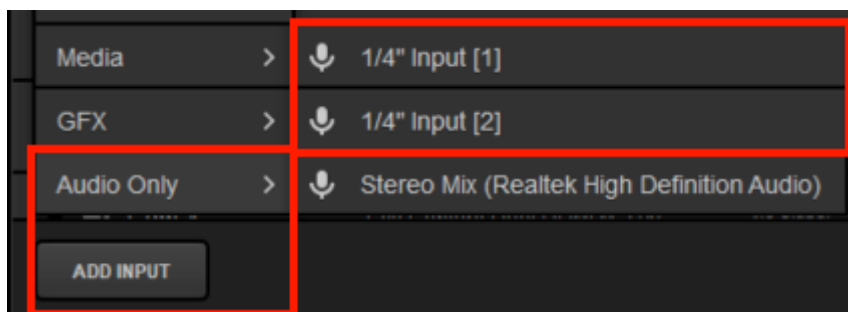 Media
1/4" Input [1]
GFX
1/4" Input [2]
Audio Only
Stereo Mix (Realtek High Definition Audio)
ADD INPUT